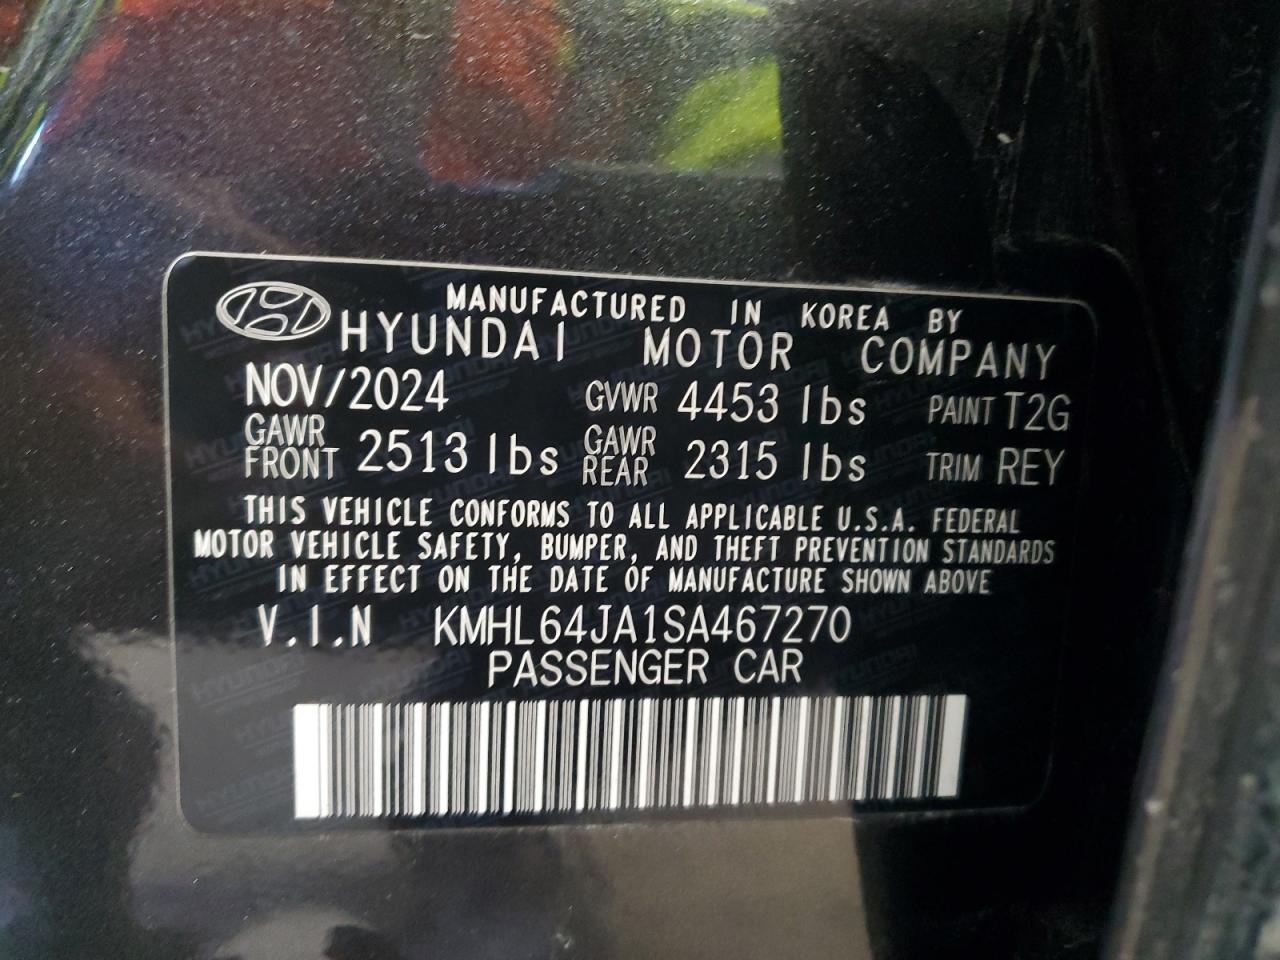 MANUFACTURED IN KOREA BY
HYUNDAI MOTOR COMPANY
NOV/2024 GVWR 4453 lbs PAINT T2G
GAWR FRONT 2513 lbs GAWR REAR 2315 lbs TRIM REY
THIS VEHICLE CONFORMS TO ALL APPLICABLE U.S.A. FEDERAL
MOTOR VEHICLE SAFETY, BUMPER, AND THEFT PREVENTION STANDARDS
IN EFFECT ON THE DATE OF MANUFACTURE SHOWN ABOVE
V.I.N KMHL64JA1SA467270
PASSENGER CAR